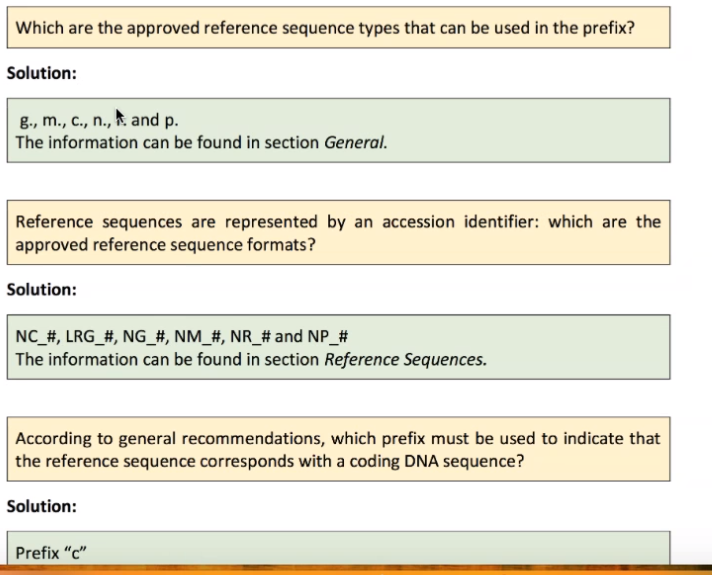 Which are the approved reference sequence types that can be used in the prefix?
Solution:
g., m., c., n., and p.
The information can be found in section General.
Reference sequences are represented by an accession identifier: which are the
approved reference sequence formats?
Solution:
NC_#, LRG_#, NG_#, NM_#, NR_# and NP_#
The information can be found in section Reference Sequences.
According to general recommendations, which prefix must be used to indicate that
the reference sequence corresponds with a coding DNA sequence?
Solution:
Prefix “c”